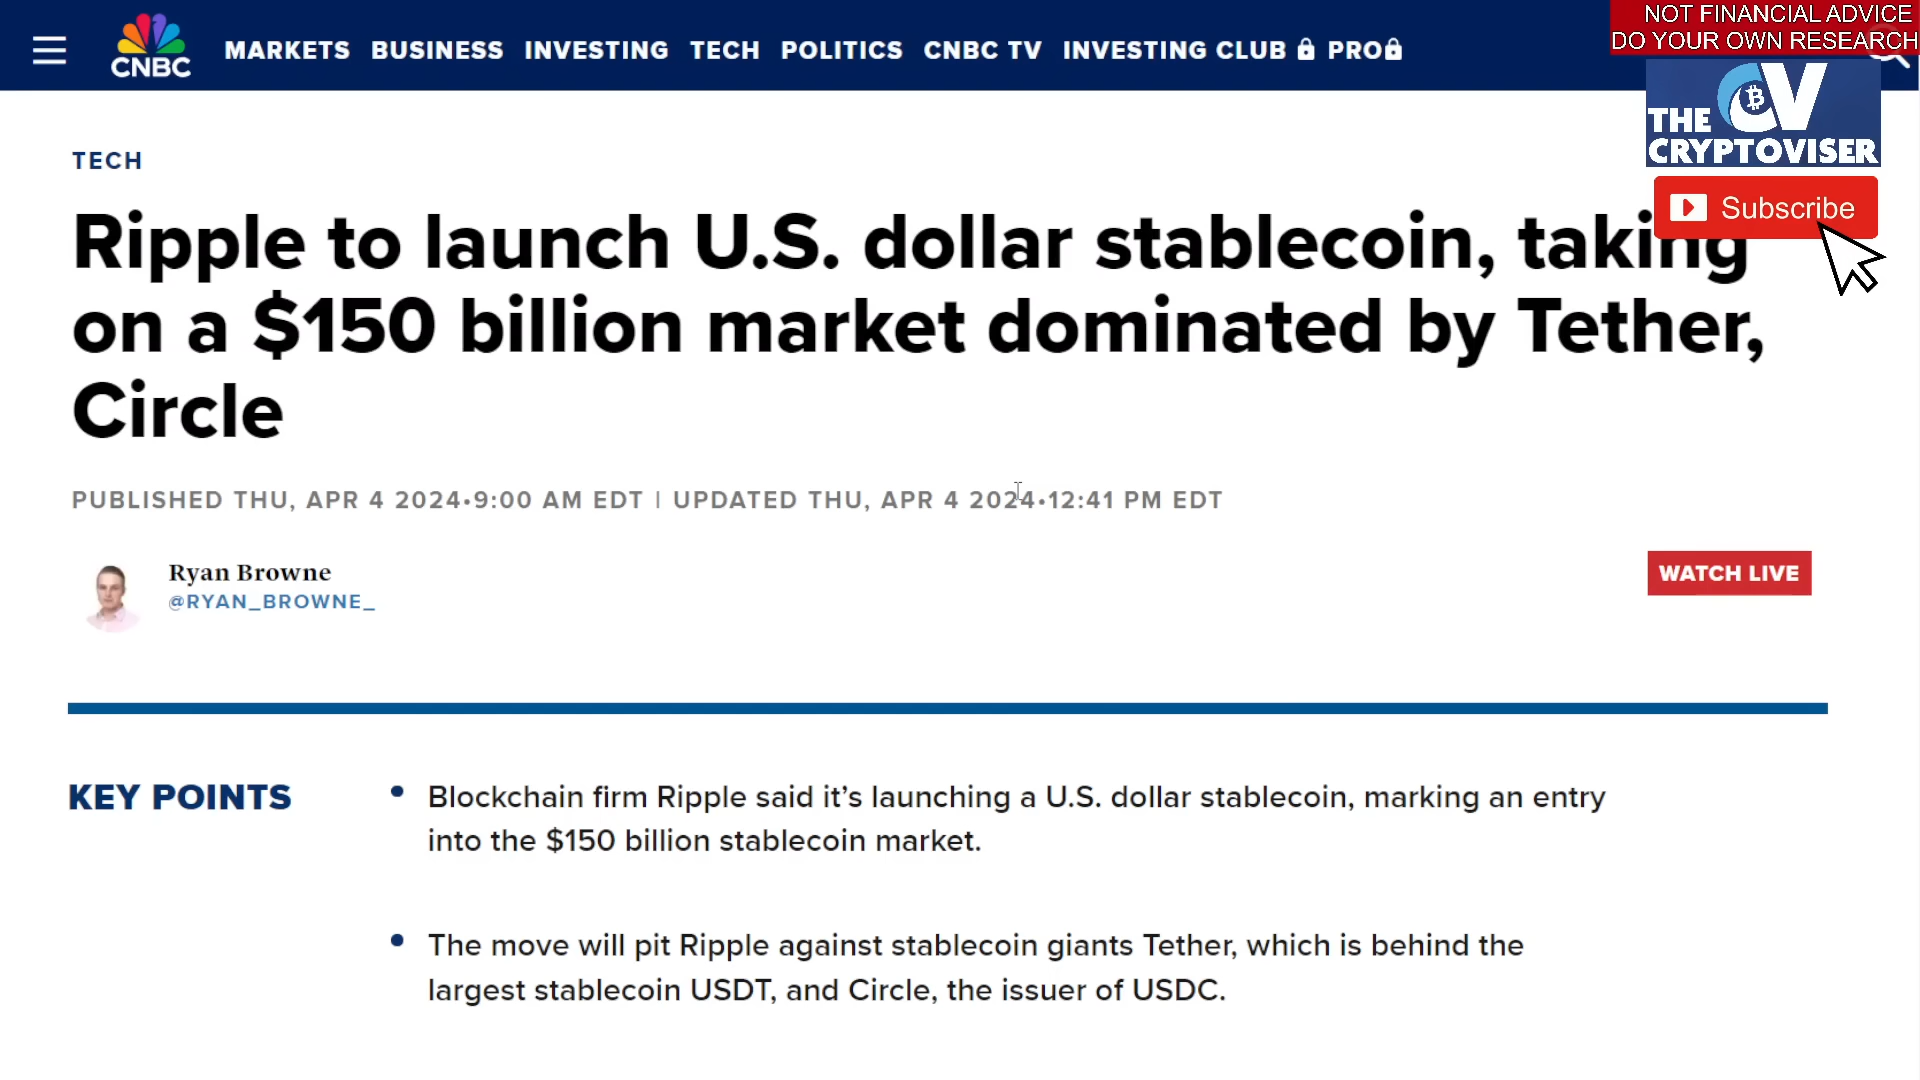 NOT FINANCIAL ADVICE
DO YOUR OWN RESEARCH
CNBC
MARKETS BUSINESS INVESTING TECH POLITICS CNBC TV INVESTING CLUB PRO
THE CV
CRYPTOVISER
Subscribe
TECH
Ripple to launch U.S. dollar stablecoin, taking
on a $150 billion market dominated by Tether,
Circle
PUBLISHED THU, APR 4 2024•9:00 AM EDT | UPDATED THU, APR 4 2024•12:41 PM EDT
Ryan Browne
@RYAN_BROWNE_
WATCH LIVE
KEY POINTS
• Blockchain firm Ripple said it’s launching a U.S. dollar stablecoin, marking an entry
into the $150 billion stablecoin market.
• The move will pit Ripple against stablecoin giants Tether, which is behind the
largest stablecoin USDT, and Circle, the issuer of USDC.